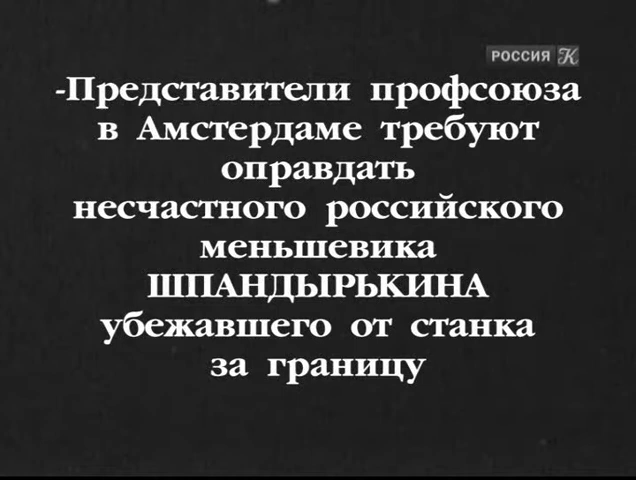 РОССИЯ К
-Представители профсоюза
в Амстердаме требуют
оправдать
несчастного российского
меньшевика
ШПАНДЫРЬКИНА
убежавшего от станка
за границу